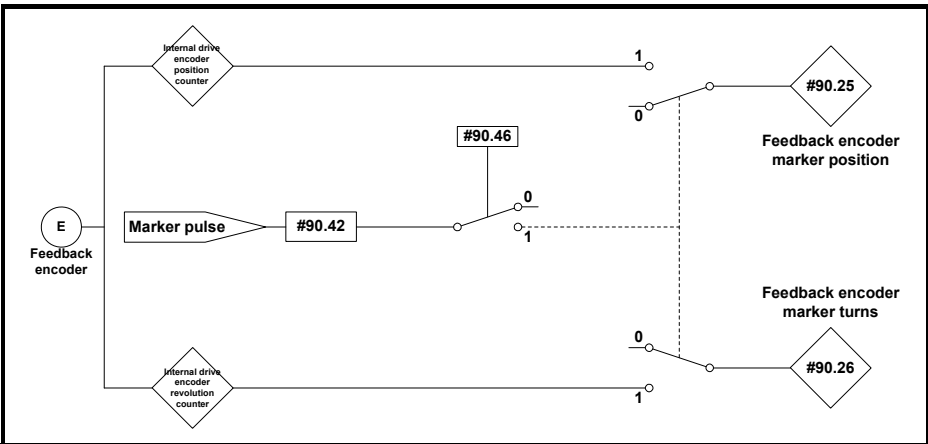 Internal drive
encoder
position
counter
1
0
#90.25
Feedback encoder
marker position
#90.46
0
1
E
Feedback
encoder
Marker pulse
#90.42
Feedback encoder
marker turns
0
1
#90.26
Internal drive
encoder
revolution
counter